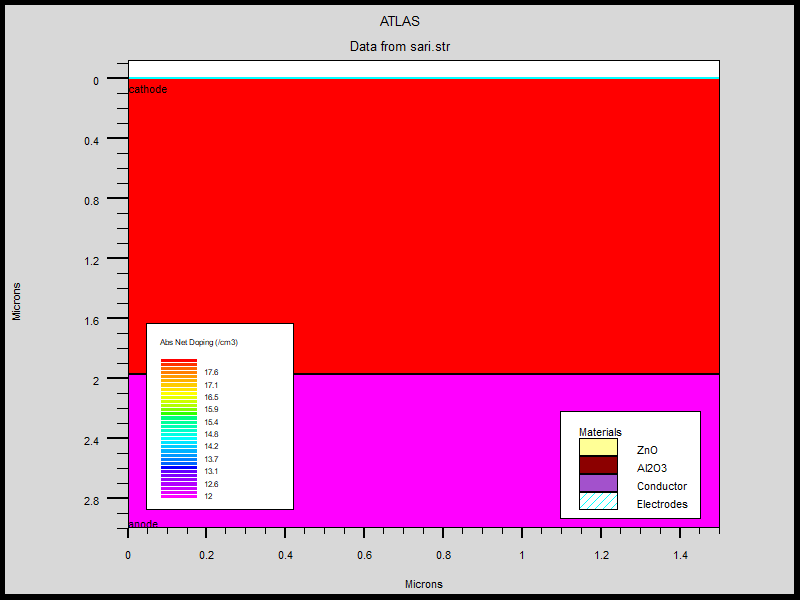 ATLAS
Data from sari.str
0
cathode
0.4
0.8
1.2
Microns
1.6
2
2.4
2.8
Abs Net Doping (/cm3)
17.6
17.1
16.5
15.9
15.4
14.8
14.2
13.7
13.1
12.6
12
Materials
ZnO
Al2O3
Conductor
Electrodes
anode
0 0.2 0.4 0.6 0.8 1 1.2 1.4
Microns